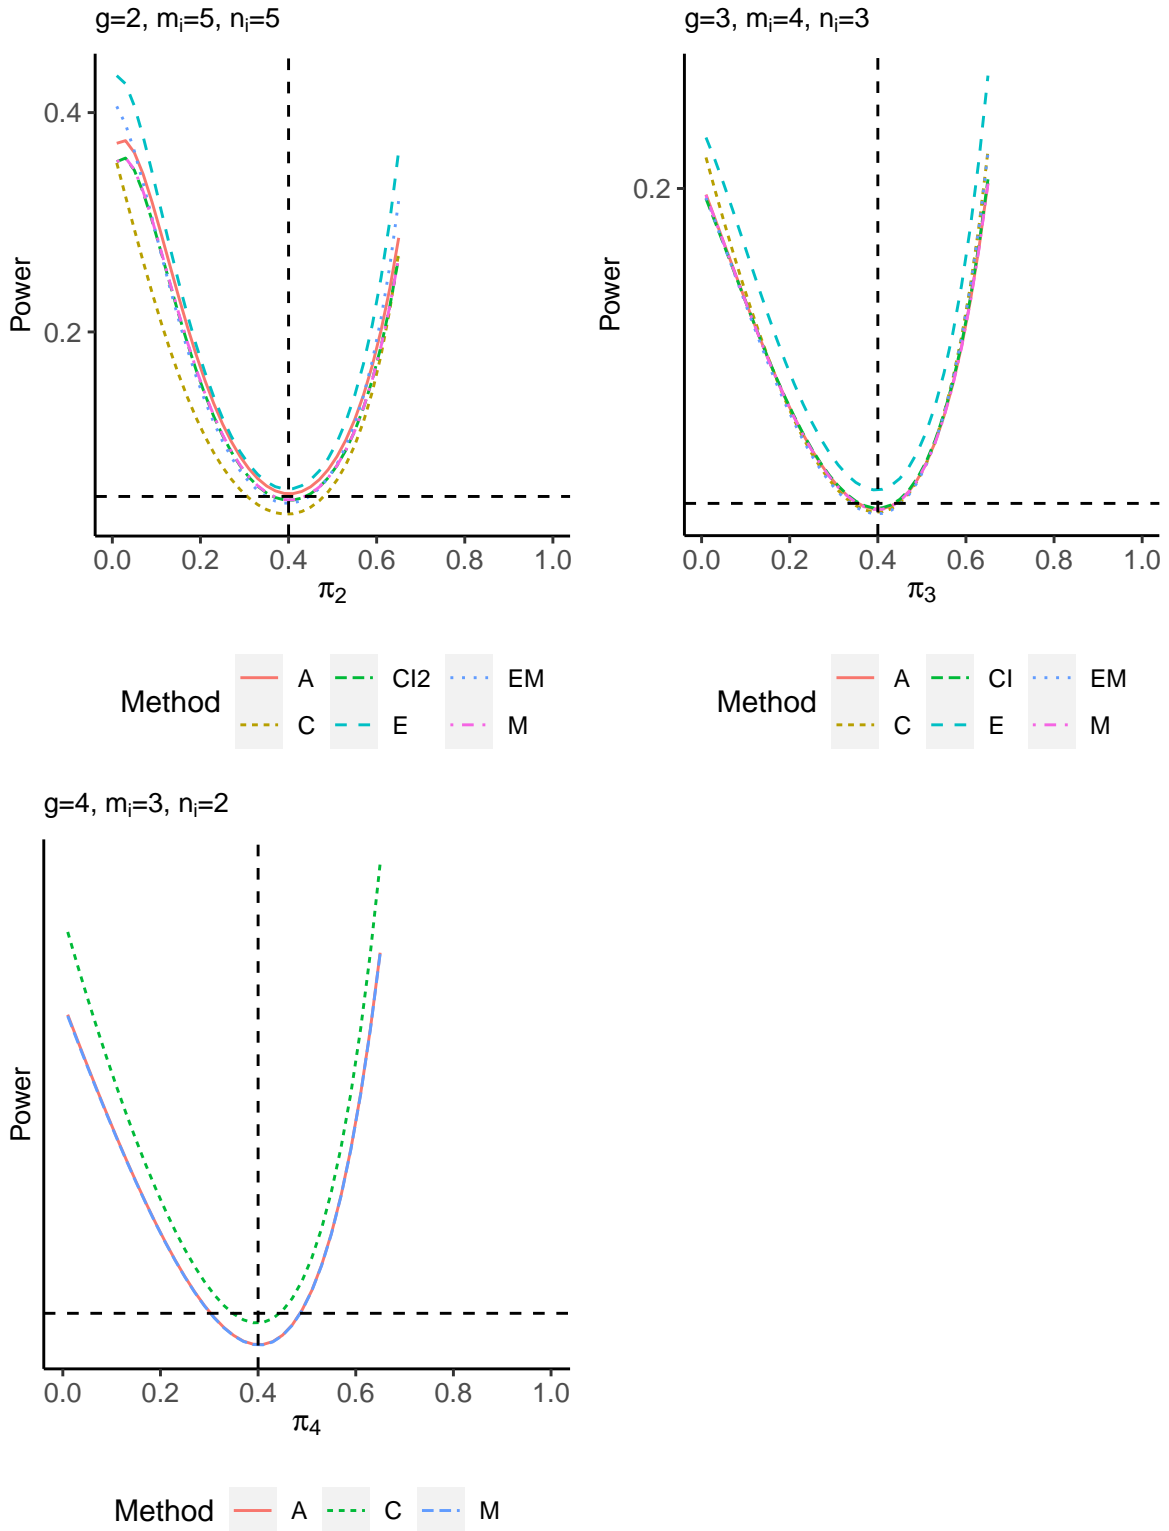 g=2, mᵢ=5, nᵢ=5
Power
0.4
0.2
0.0 0.2 0.4 0.6 0.8 1.0
π₂
Method A CI2 EM
C E M
g=3, mᵢ=4, nᵢ=3
Power
0.2
0.0 0.2 0.4 0.6 0.8 1.0
π₃
Method A CI EM
C E M
g=4, mᵢ=3, nᵢ=2
Power
0.0 0.2 0.4 0.6 0.8 1.0
π₄
Method A C M